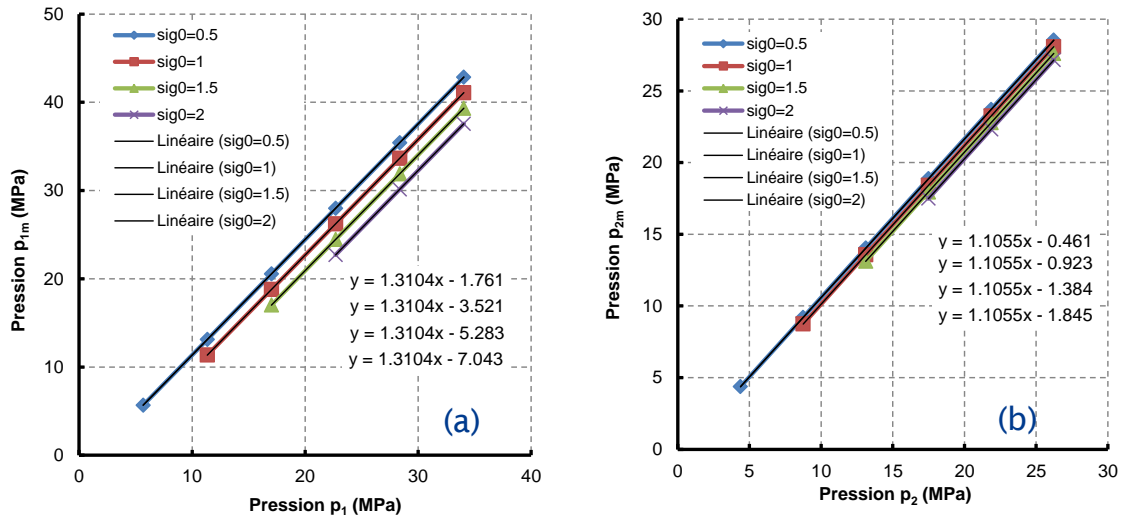 50
40
30
20
10
0
0
10
20
30
40
Pression p1m (MPa)
Pression p1 (MPa)
sig0=0.5
sig0=1
sig0=1.5
sig0=2
Linéaire (sig0=0.5)
Linéaire (sig0=1)
Linéaire (sig0=1.5)
Linéaire (sig0=2)
y = 1.3104x - 1.761
y = 1.3104x - 3.521
y = 1.3104x - 5.283
y = 1.3104x - 7.043
(a)
30
25
20
15
10
5
0
0
5
10
15
20
25
30
Pression p2m (MPa)
Pression p2 (MPa)
sig0=0.5
sig0=1
sig0=1.5
sig0=2
Linéaire (sig0=0.5)
Linéaire (sig0=1)
Linéaire (sig0=1.5)
Linéaire (sig0=2)
y = 1.1055x - 0.461
y = 1.1055x - 0.923
y = 1.1055x - 1.384
y = 1.1055x - 1.845
(b)